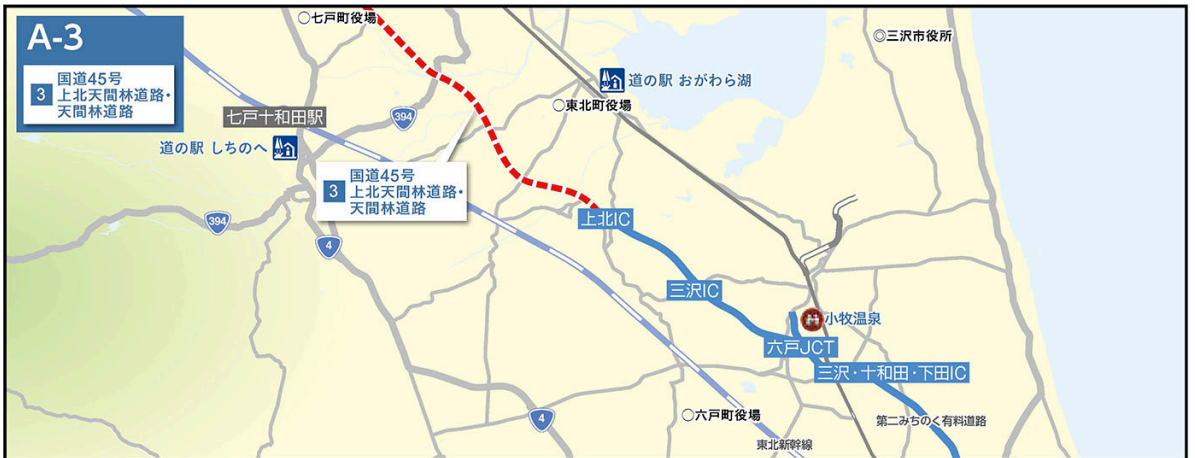 A-3
3
国道45号
上北天間林道路・
天間林道路
○七戸町役場
◎三沢市役所
道の駅 おがわら湖
○東北町役場
七戸十和田駅
394
道の駅 しちのへ
3
国道45号
上北天間林道路・
天間林道路
394
4
上北IC
三沢IC
小牧温泉
六戸JCT
三沢・十和田・下田IC
4
○六戸町役場
第二みちのく有料道路
東北新幹線